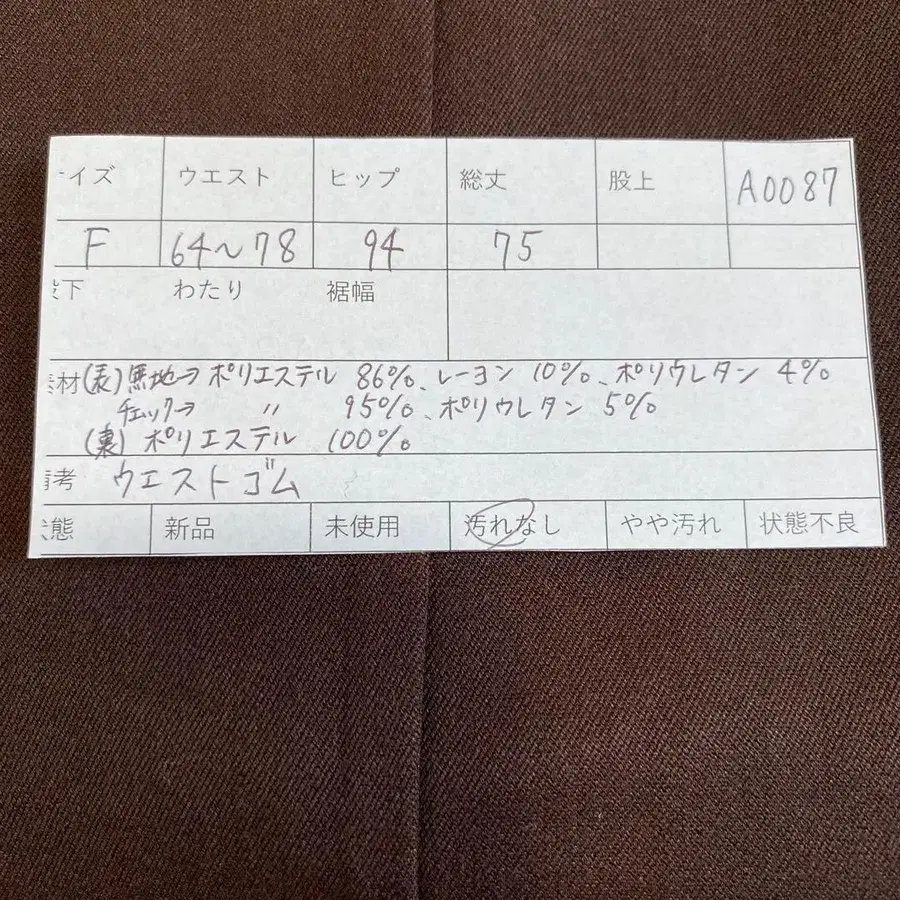 イズ ウエスト ヒップ 総丈 股上 A0087
F 64～78 94 75
下 わたり 裾幅
材 (表) 無地→ ポリエステル 86%、レーヨン 10%、ポリウレタン 4%
チェック→ 〃 95%、ポリウレタン 5%
(裏) ポリエステル 100%
考 ウエストゴム
態 新品 未使用 汚れなし やや汚れ 状態不良